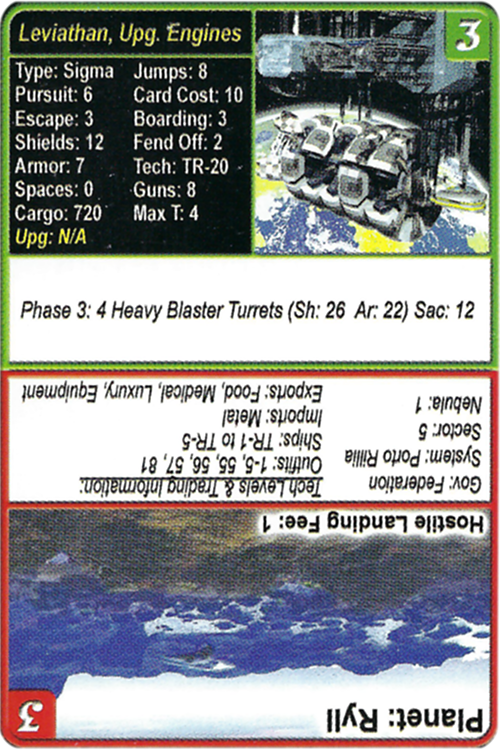 Leviathan, Upg. Engines
3
Type: Sigma Jumps: 8
Pursuit: 6 Card Cost: 10
Escape: 3 Boarding: 3
Shields: 12 Fend Off: 2
Armor: 7 Tech: TR-20
Spaces: 0 Guns: 8
Cargo: 720 Max T: 4
Upg: N/A
Phase 3: 4 Heavy Blaster Turrets (Sh: 26 Ar: 22) Sac: 12
Planet: Ryll
3
Hostile Landing Fee: 1
Gov: Federation
System: Porto Rillia
Sector: 5
Nebula: 1
Tech Levels & Trading Information:
Outfits: 1-5, 55, 56, 57, 81
Ships: TR-1 to TR-5
Imports: Metal
Exports: Food, Medical, Luxury, Equipment